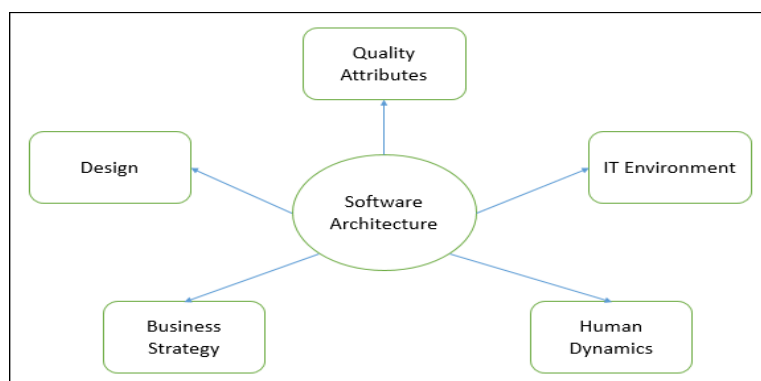 Quality
Attributes
Design
IT Environment
Software
Architecture
Business
Strategy
Human
Dynamics